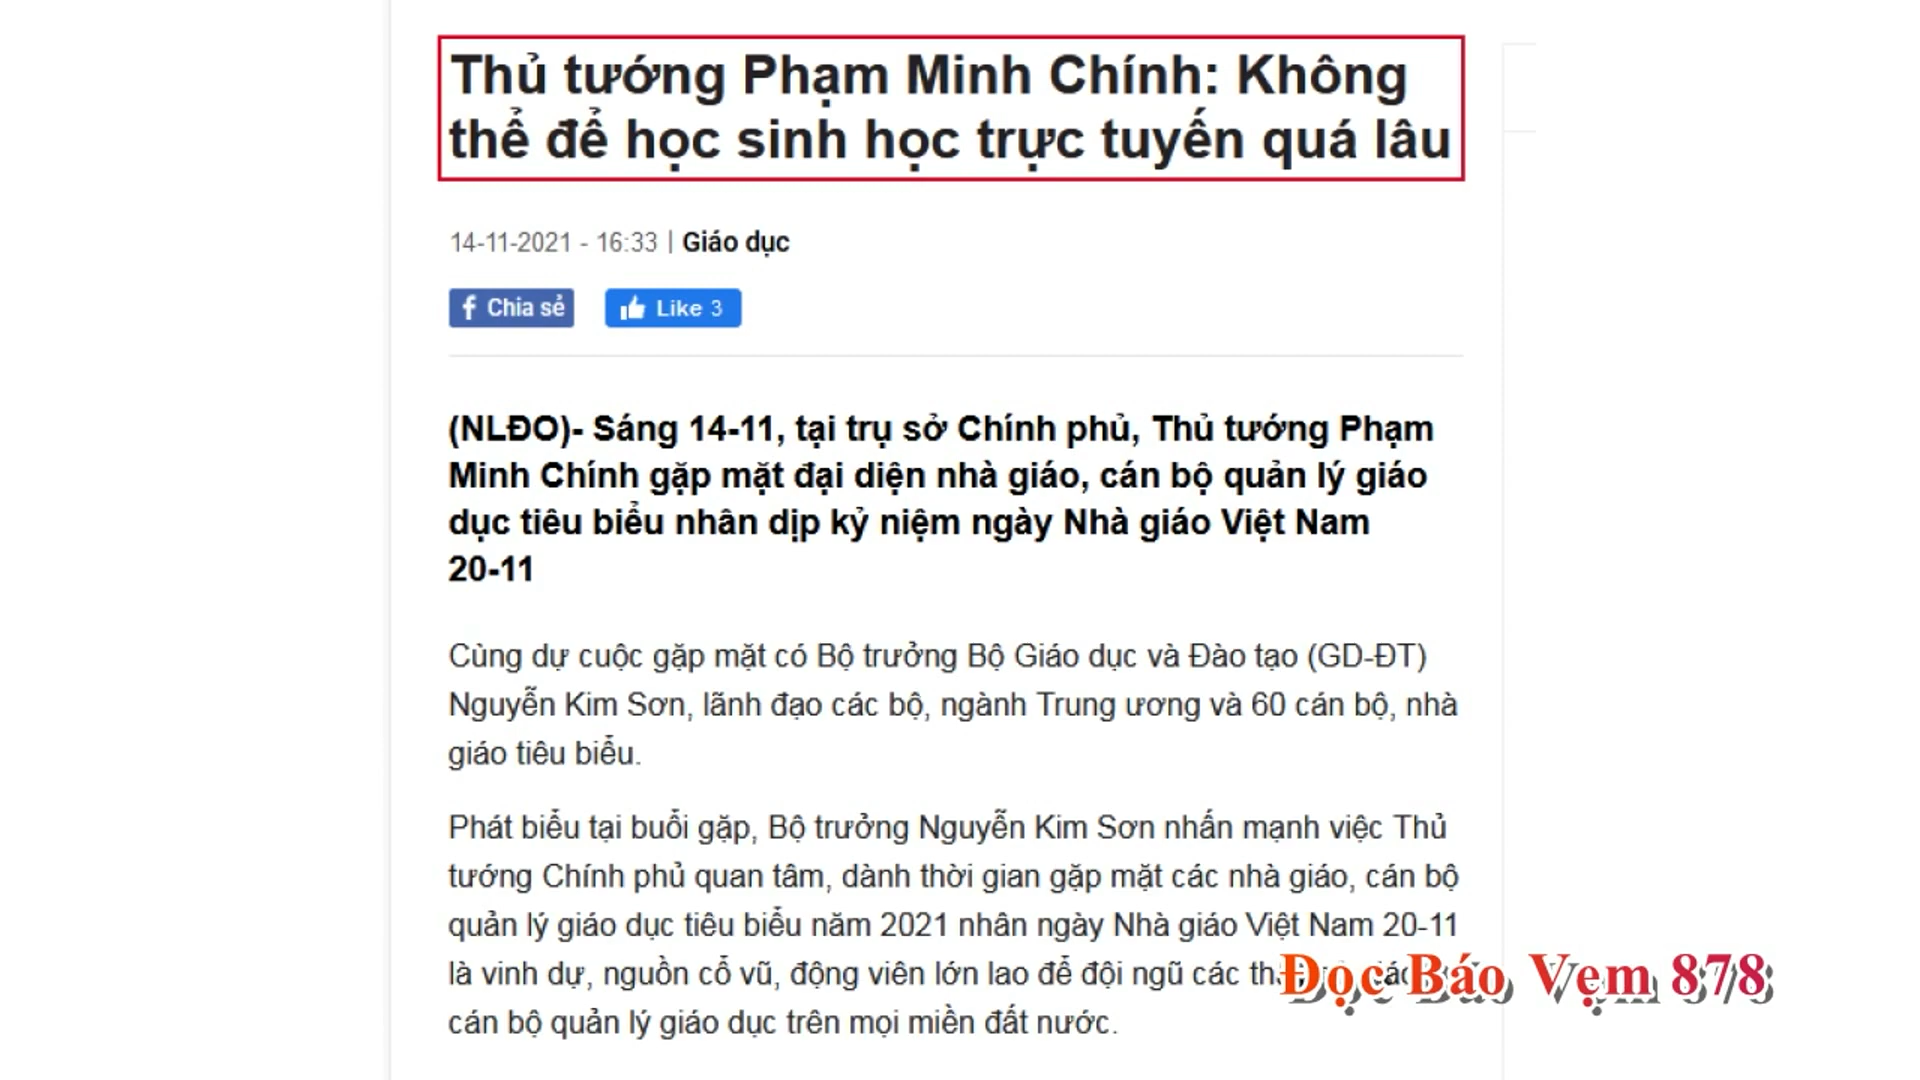 Thủ tướng Phạm Minh Chính: Không
thể để học sinh học trực tuyến quá lâu
14-11-2021 - 16:33 | Giáo dục
Chia sẻ
Like 3
(NLĐO)- Sáng 14-11, tại trụ sở Chính phủ, Thủ tướng Phạm
Minh Chính gặp mặt đại diện nhà giáo, cán bộ quản lý giáo
dục tiêu biểu nhân dịp kỷ niệm ngày Nhà giáo Việt Nam
20-11
Cùng dự cuộc gặp mặt có Bộ trưởng Bộ Giáo dục và Đào tạo (GD-ĐT)
Nguyễn Kim Sơn, lãnh đạo các bộ, ngành Trung ương và 60 cán bộ, nhà
giáo tiêu biểu.
Phát biểu tại buổi gặp, Bộ trưởng Nguyễn Kim Sơn nhấn mạnh việc Thủ
tướng Chính phủ quan tâm, dành thời gian gặp mặt các nhà giáo, cán bộ
quản lý giáo dục tiêu biểu năm 2021 nhân ngày Nhà giáo Việt Nam 20-11
là vinh dự, nguồn cổ vũ, động viên lớn lao để đội ngũ các
Đọc Báo Vẹm 878
cán bộ quản lý giáo dục trên mọi miền đất nước.